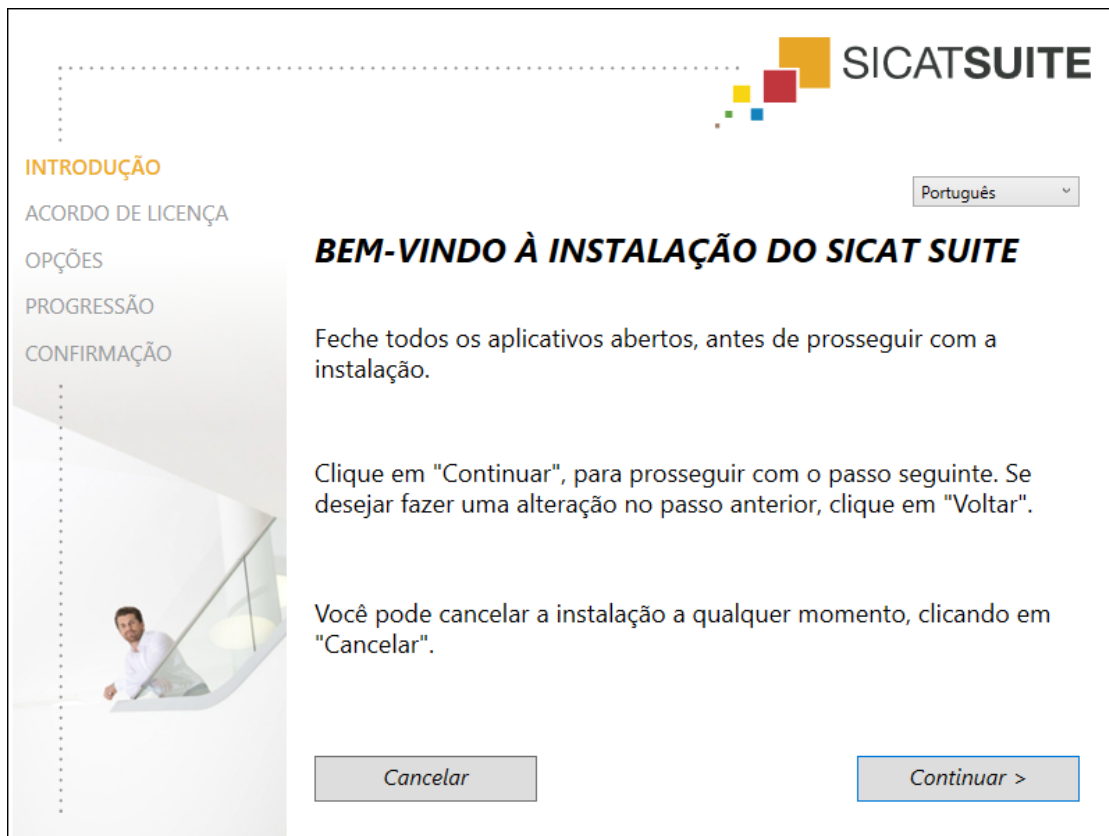 SICATSUITE
INTRODUÇÃO
ACORDO DE LICENÇA
OPÇÕES
PROGRESSÃO
CONFIRMAÇÃO
Português
BEM-VINDO À INSTALAÇÃO DO SICAT SUITE
Feche todos os aplicativos abertos, antes de prosseguir com a
instalação.
Clique em "Continuar", para prosseguir com o passo seguinte. Se
desejar fazer uma alteração no passo anterior, clique em "Voltar".
Você pode cancelar a instalação a qualquer momento, clicando em
"Cancelar".
Cancelar
Continuar >